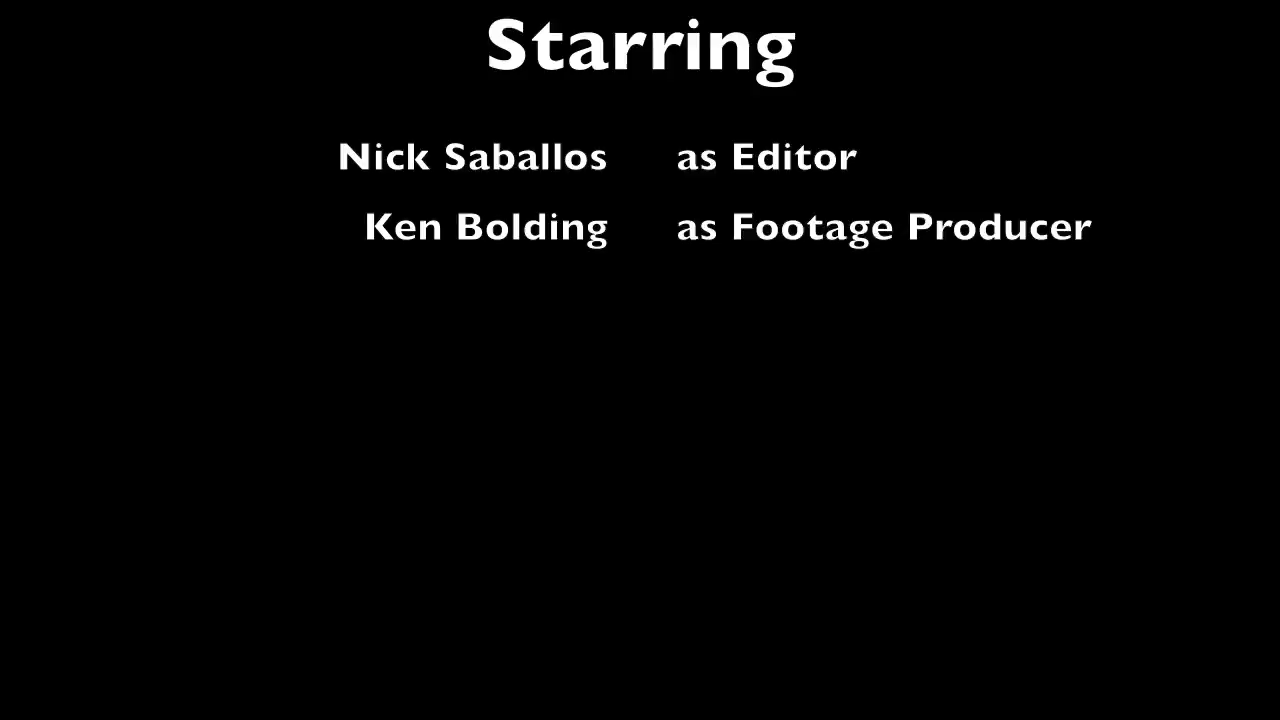 Starring
Nick Saballos as Editor
Ken Bolding as Footage Producer